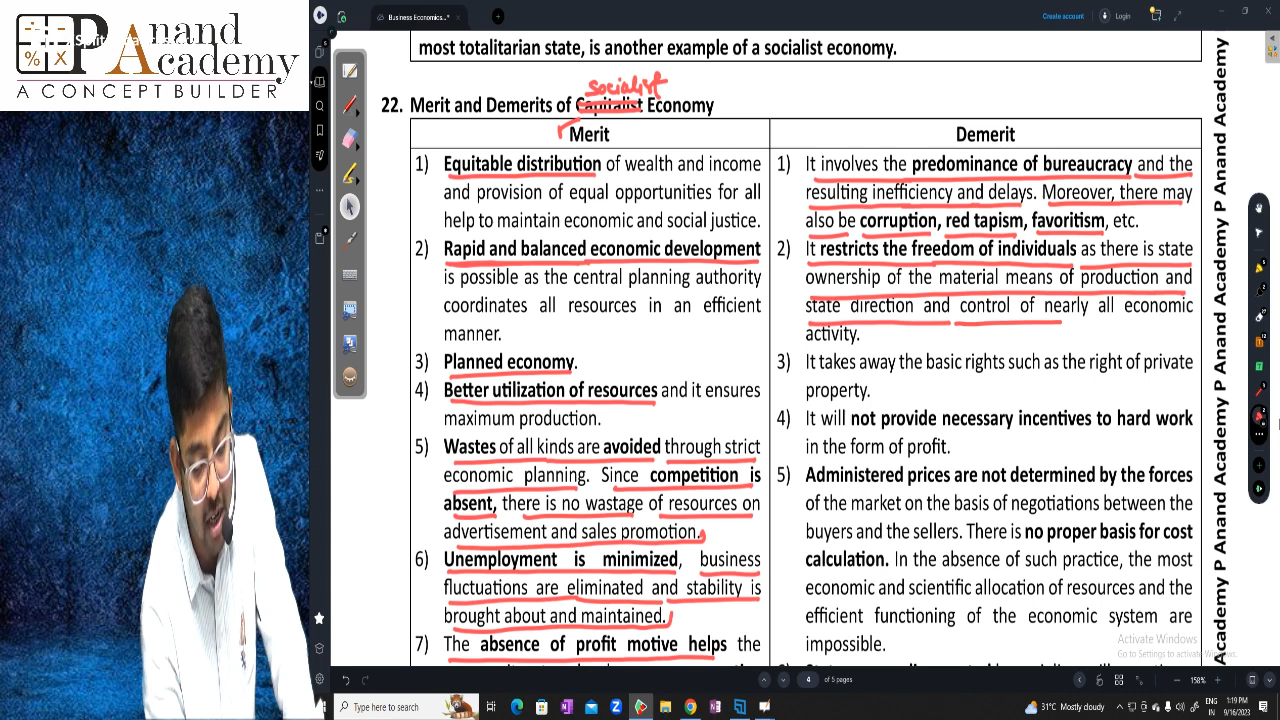 P Anand
Academy
A CONCEPT BUILDER
Business Economics...*
Create account
Login
most totalitarian state, is another example of a socialist economy.
socialist
22. Merit and Demerits of Capitalist Economy
Merit
1) Equitable distribution of wealth and income
and provision of equal opportunities for all
help to maintain economic and social justice.
2) Rapid and balanced economic development
is possible as the central planning authority
coordinates all resources in an efficient
manner.
3) Planned economy.
4) Better utilization of resources and it ensures
maximum production.
5) Wastes of all kinds are avoided through strict
economic planning. Since competition is
absent, there is no wastage of resources on
advertisement and sales promotion.
6) Unemployment is minimized, business
fluctuations are eliminated and stability is
brought about and maintained.
7) The absence of profit motive helps the
Demerit
1) It involves the predominance of bureaucracy and the
resulting inefficiency and delays. Moreover, there may
also be corruption, red tapism, favoritism, etc.
2) It restricts the freedom of individuals as there is state
ownership of the material means of production and
state direction and control of nearly all economic
activity.
3) It takes away the basic rights such as the right of private
property.
4) It will not provide necessary incentives to hard work
in the form of profit.
5) Administered prices are not determined by the forces
of the market on the basis of negotiations between the
buyers and the sellers. There is no proper basis for cost
calculation. In the absence of such practice, the most
economic and scientific allocation of resources and the
efficient functioning of the economic system are
impossible.
Academy P Anand Academy P Anand Academy P Anand Academy
Activate Windows
Go to Settings to activate Windows.
4 of 5 pages
158%
Type here to search
31°C Mostly cloudy
ENG
IN
1:19 PM
9/16/2023